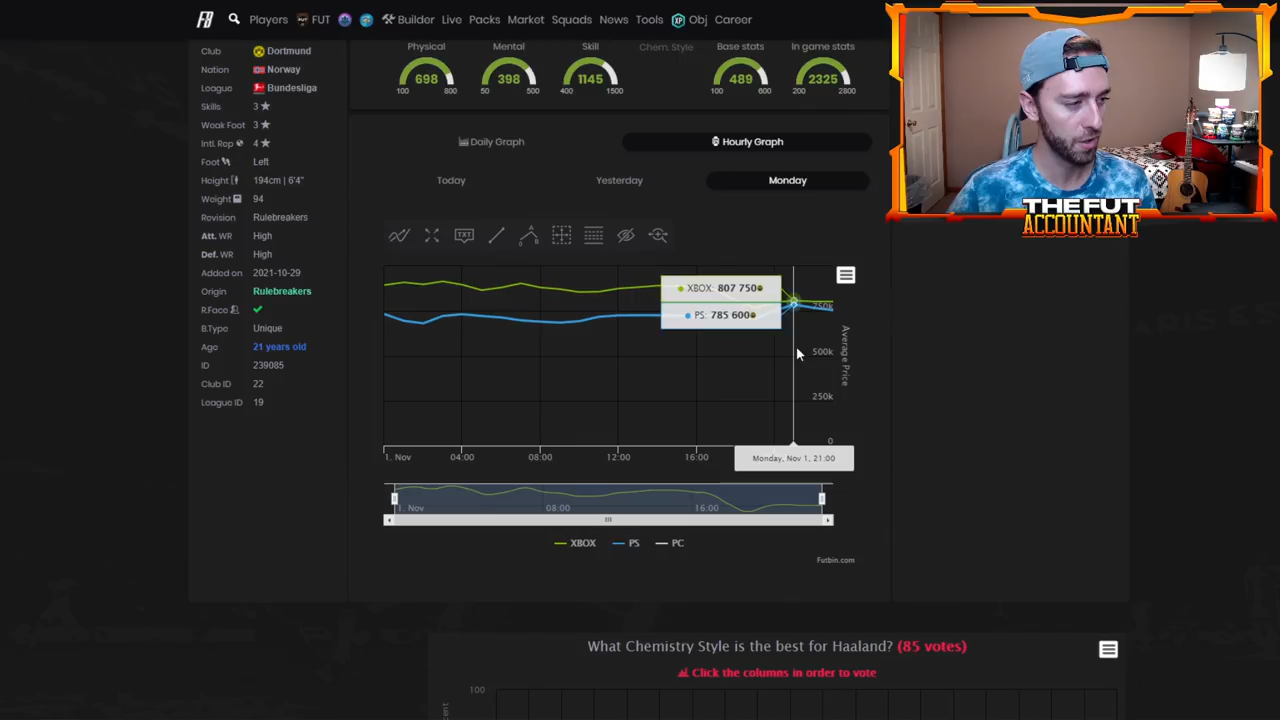 FB Players FUT Builder Live Packs Market Squads News Tools XP Obj Career
Club Dortmund
Nation Norway
League Bundesliga
Skills 3
Weak Foot 3
Intl. Rep 4
Foot Left
Height 194cm | 6'4"
Weight 94
Revision Rulebreakers
Att. WR High
Def. WR High
Added on 2021-10-29
Origin Rulebreakers
R.Face
B.Type Unique
Age 21 years old
ID 239085
Club ID 22
League ID 19
Physical Mental Skill Chem. Style Base stats In game stats
698 398 1145 489 2325
100 800 50 500 400 1500 100 600 200 2800
Daily Graph Hourly Graph
Today Yesterday Monday
TXT
XBOX: 807 750
PS: 785 600
750k
500k
250k
0
Average Price
1. Nov 04:00 08:00 12:00 16:00
Monday, Nov 1, 21:00
1. Nov 08:00 16:00
XBOX PS PC
Futbin.com
What Chemistry Style is the best for Haaland? (85 votes)
Click the columns in order to vote
100
THE FUT
ACCOUNTANT